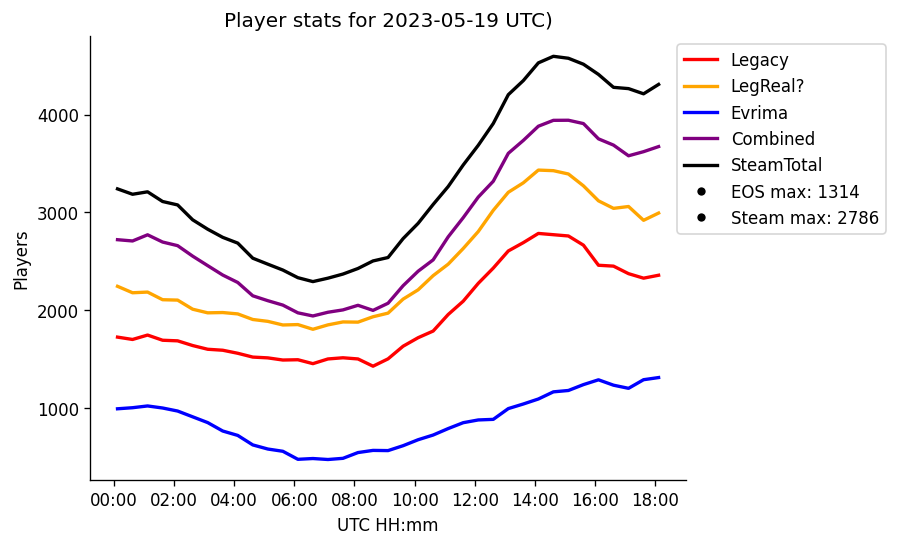 Player stats for 2023-05-19 UTC)
Legacy
LegReal?
Evrima
Combined
SteamTotal
EOS max: 1314
Steam max: 2786
Players
4000
3000
2000
1000
00:00 02:00 04:00 06:00 08:00 10:00 12:00 14:00 16:00 18:00
UTC HH:mm